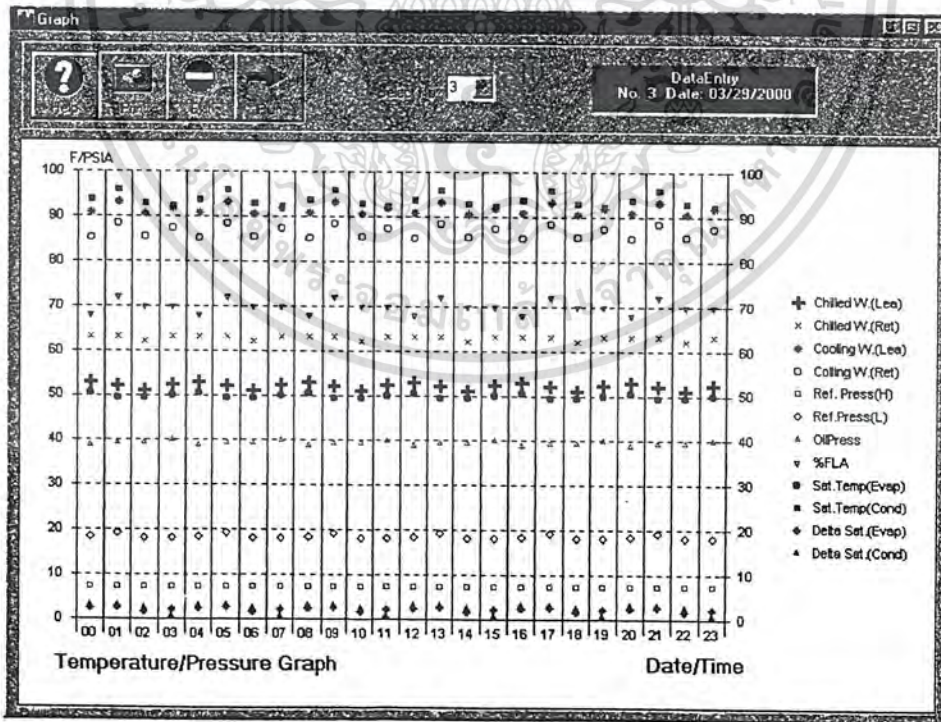 Graph
3
DataEntry
No. 3 Date: 03/29/2000
F/PSIA
100
90
80
70
60
50
40
30
20
10
0
100
90
80
70
60
50
40
30
20
10
0
00 01 02 03 04 05 06 07 08 09 10 11 12 13 14 15 16 17 18 19 20 21 22 23
Temperature/Pressure Graph
Date/Time
Chilled W.(Lea)
Chilled W.(Ret)
Cooling W.(Lea)
Colling W.(Ret)
Ref. Press(H)
Ref.Press(L)
OilPress
%FLA
Sat.Temp(Evap)
Sat.Temp(Cond)
Delta Sat.(Evap)
Delta Sat.(Cond)